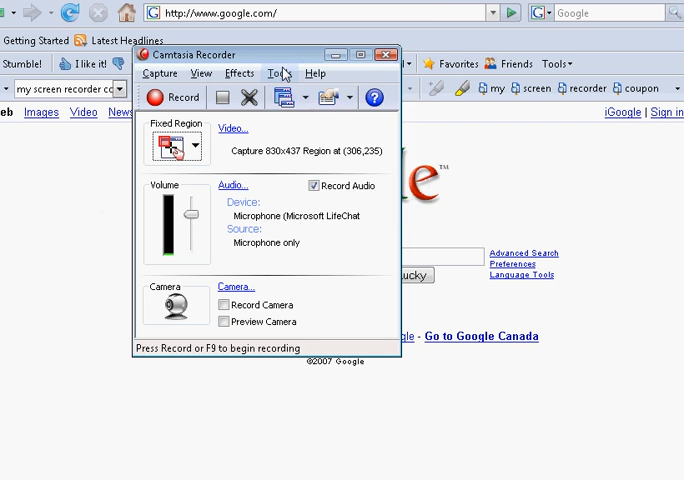 http://www.google.com/
Google
Getting Started Latest Headlines
Stumble! I like it! Favorites Friends Tools
my screen recorder co my screen recorder coupon
eb Images Video News iGoogle | Sign in
Camtasia Recorder
Capture View Effects Tools Help
Record
Fixed Region
Video...
Capture 830x437 Region at (306,235)
Volume
Audio...
Record Audio
Device:
Microphone (Microsoft LifeChat
Source:
Microphone only
Camera
Camera...
Record Camera
Preview Camera
Press Record or F9 to begin recording
le™
Advanced Search
Preferences
Language Tools
ucky
gle - Go to Google Canada
©2007 Google